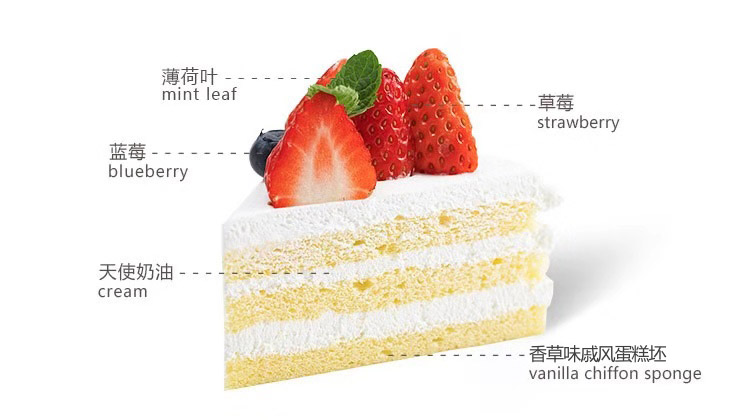 薄荷叶
mint leaf
草莓
strawberry
蓝莓
blueberry
天使奶油
cream
香草味戚风蛋糕坯
vanilla chiffon sponge